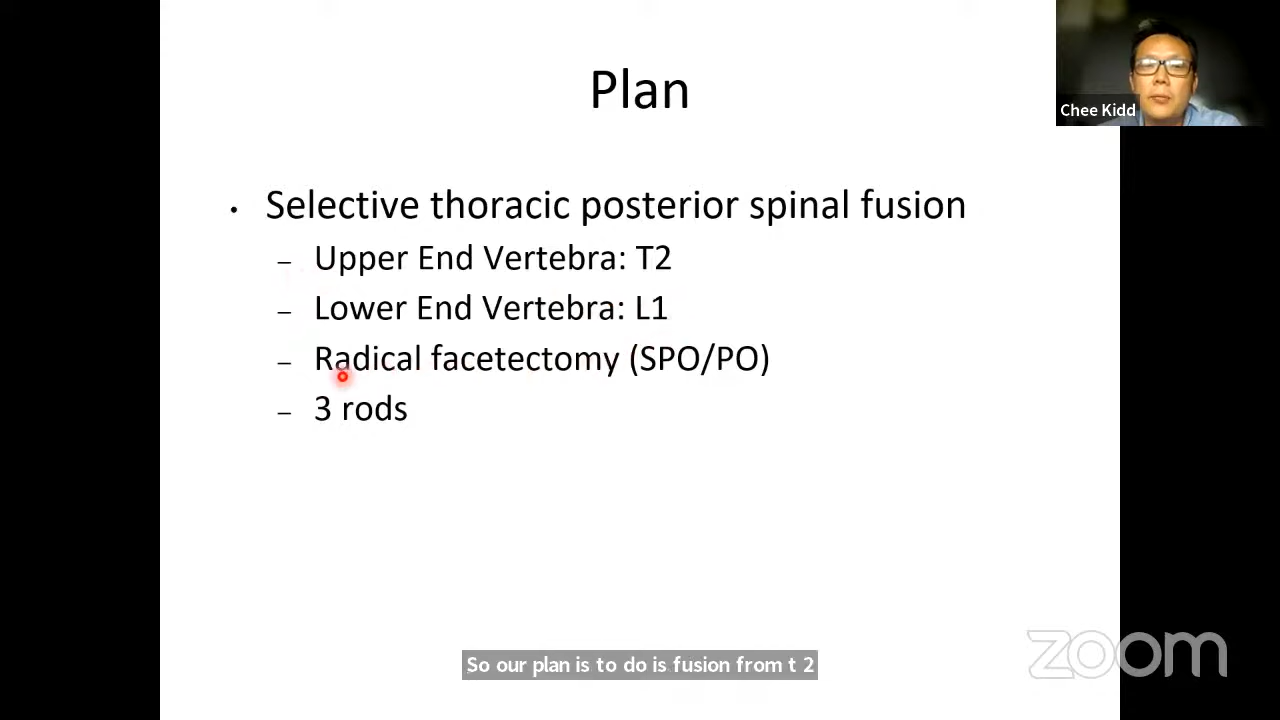 Plan
Chee Kidd
• Selective thoracic posterior spinal fusion
– Upper End Vertebra: T2
– Lower End Vertebra: L1
– Radical facetectomy (SPO/PO)
– 3 rods
So our plan is to do is fusion from t 2
zoom